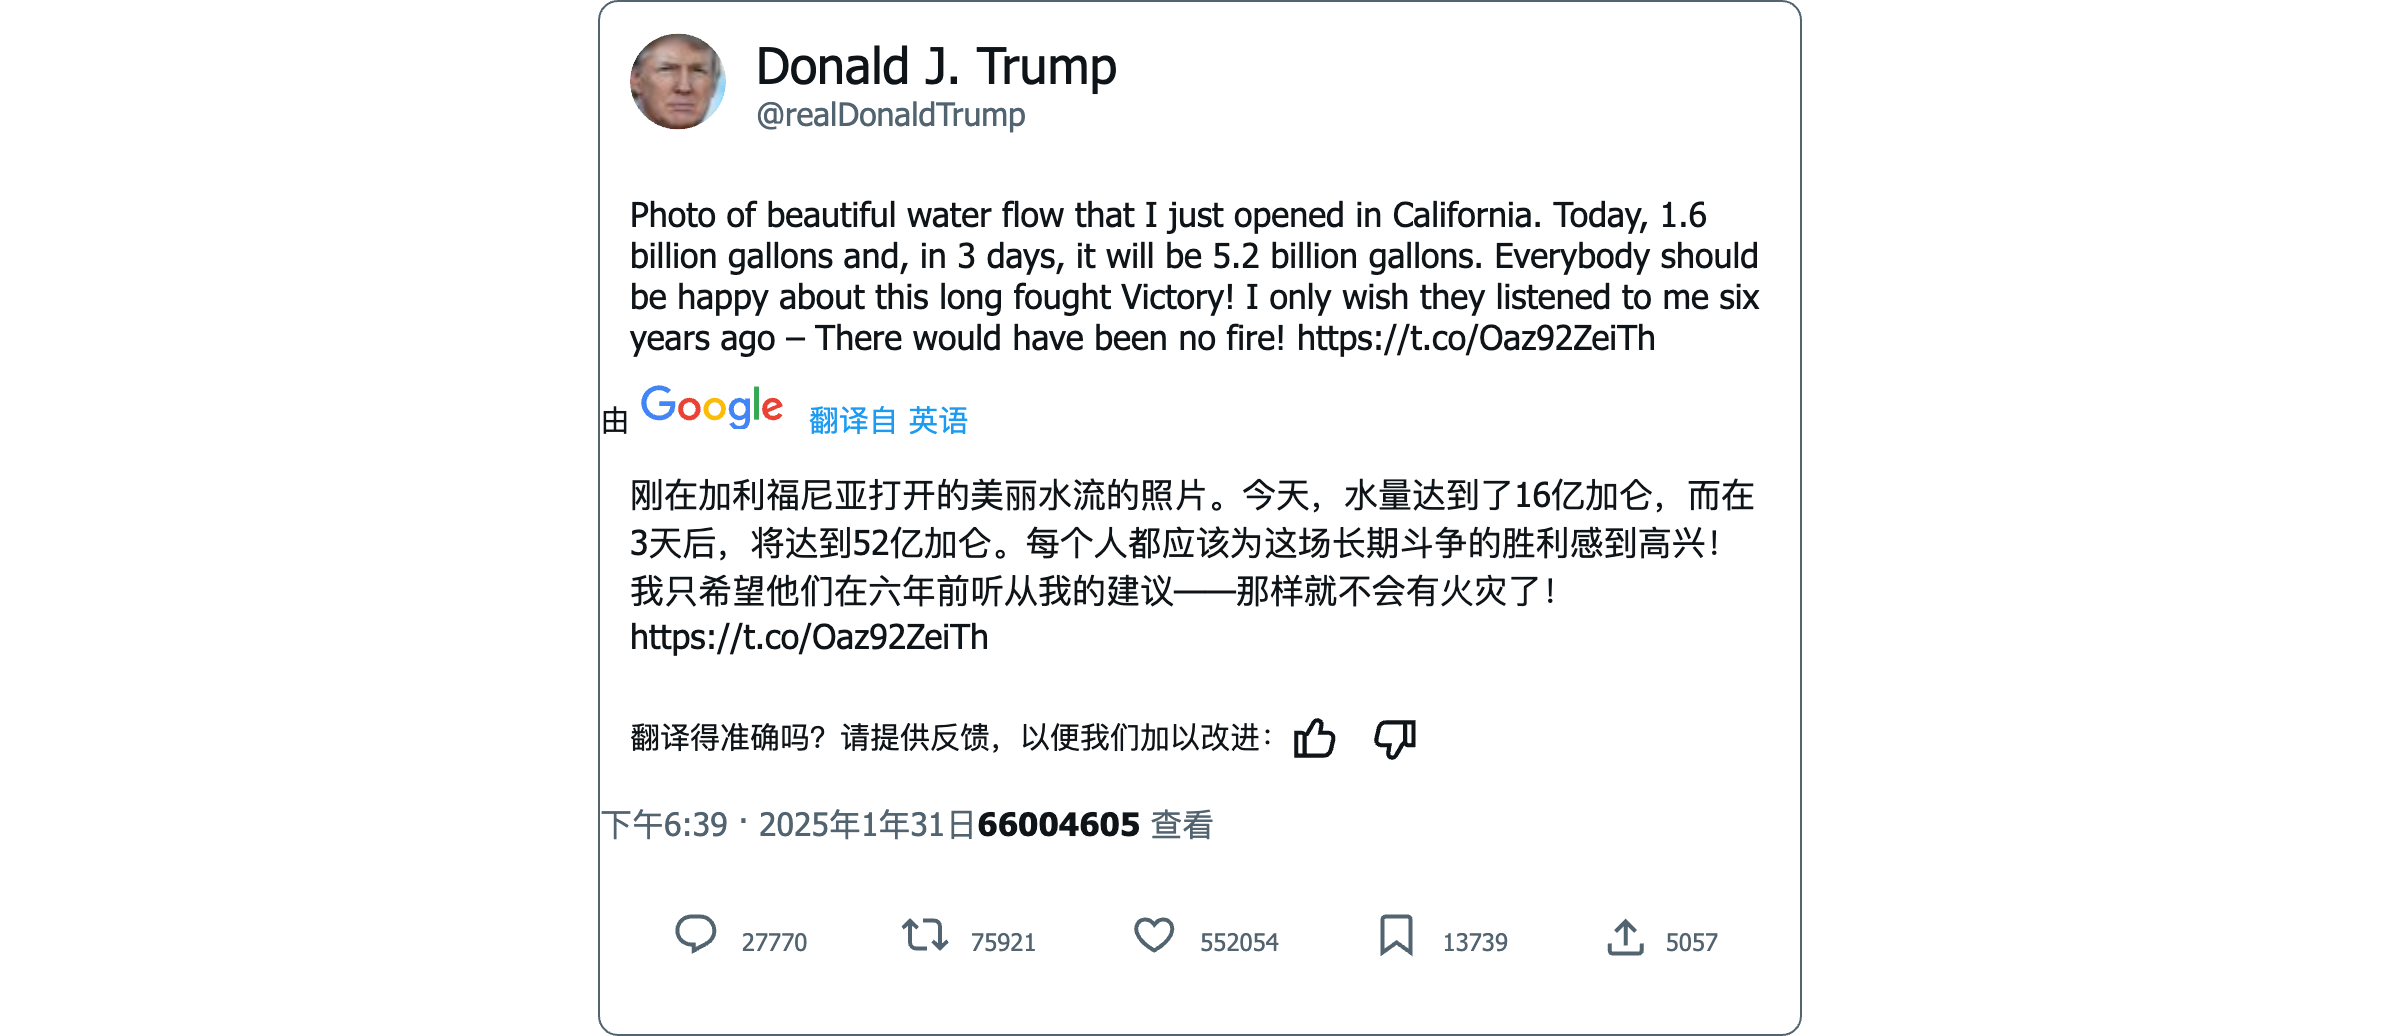 Donald J. Trump
@realDonaldTrump
Photo of beautiful water flow that I just opened in California. Today, 1.6
billion gallons and, in 3 days, it will be 5.2 billion gallons. Everybody should
be happy about this long fought Victory! I only wish they listened to me six
years ago – There would have been no fire! https://t.co/Oaz92ZeiTh
由 Google 翻译自 英语
刚在加利福尼亚打开的美丽水流的照片。今天，水量达到了16亿加仑，而在
3天后，将达到52亿加仑。每个人都应该为这场长期斗争的胜利感到高兴！
我只希望他们在六年前听从我的建议——那样就不会有火灾了！
https://t.co/Oaz92ZeiTh
翻译得准确吗？请提供反馈，以便我们加以改进：
下午6:39 · 2025年1年31日66004605 查看
27770 75921 552054 13739 5057